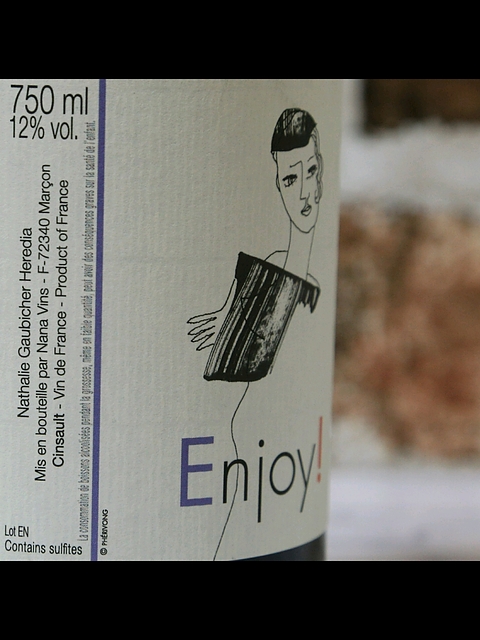 750 ml
12% vol.
Nathalie Gaubicher Heredia
Mis en bouteille par Nana Vins - F-72340 Marçon
Cinsault - Vin de France - Product of France
La consommation de boissons alcoolisées pendant la grossesse, même en faible quantité, peut avoir des conséquences graves sur la santé de l'enfant.
Lot EN
Contains sulfites
© PHÉRIVONG
Enjoy!